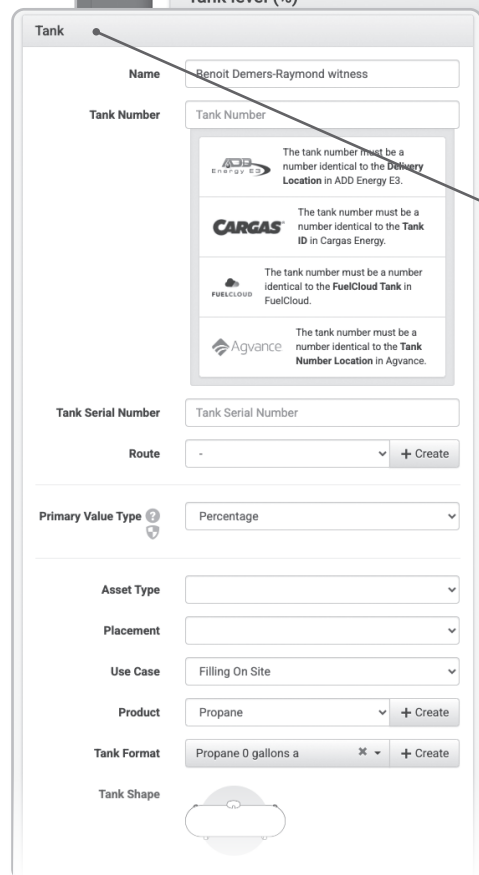 Tank level (%)
Tank
Name
Benoit Demers-Raymond witness
Tank Number
Tank Number
ADD
Energy E3
The tank number must be a
number identical to the Delivery
Location in ADD Energy E3.
CARGAS
The tank number must be a
number identical to the Tank
ID in Cargas Energy.
FUELCLOUD
The tank number must be a number
identical to the FuelCloud Tank in
FuelCloud.
Agvance
The tank number must be a
number identical to the Tank
Number Location in Agvance.
Tank Serial Number
Tank Serial Number
Route
-
+ Create
Primary Value Type ?
Percentage
Asset Type
Placement
Use Case
Filling On Site
Product
Propane
+ Create
Tank Format
Propane 0 gallons a
+ Create
Tank Shape